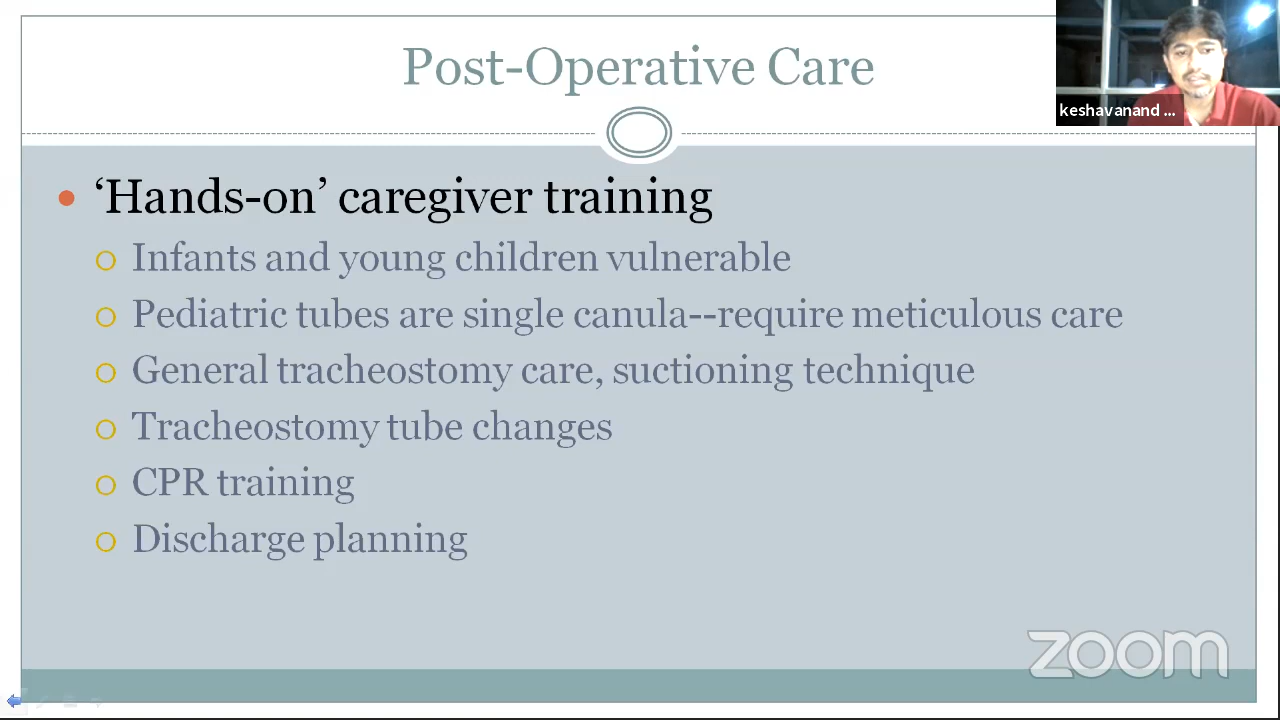 Post-Operative Care
keshavanand ...
‘Hands-on’ caregiver training
Infants and young children vulnerable
Pediatric tubes are single canula--require meticulous care
General tracheostomy care, suctioning technique
Tracheostomy tube changes
CPR training
Discharge planning
zoom